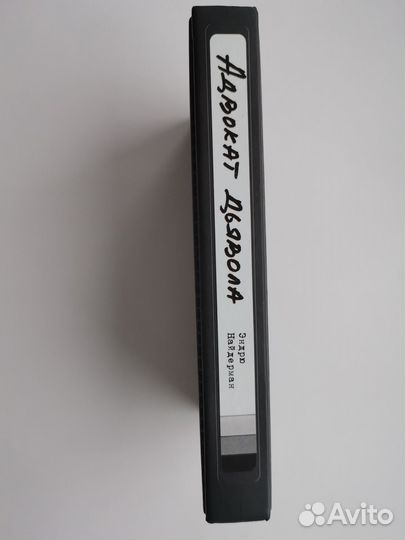 Адвокат дьявола
Эндрю
Найдерман
Avito